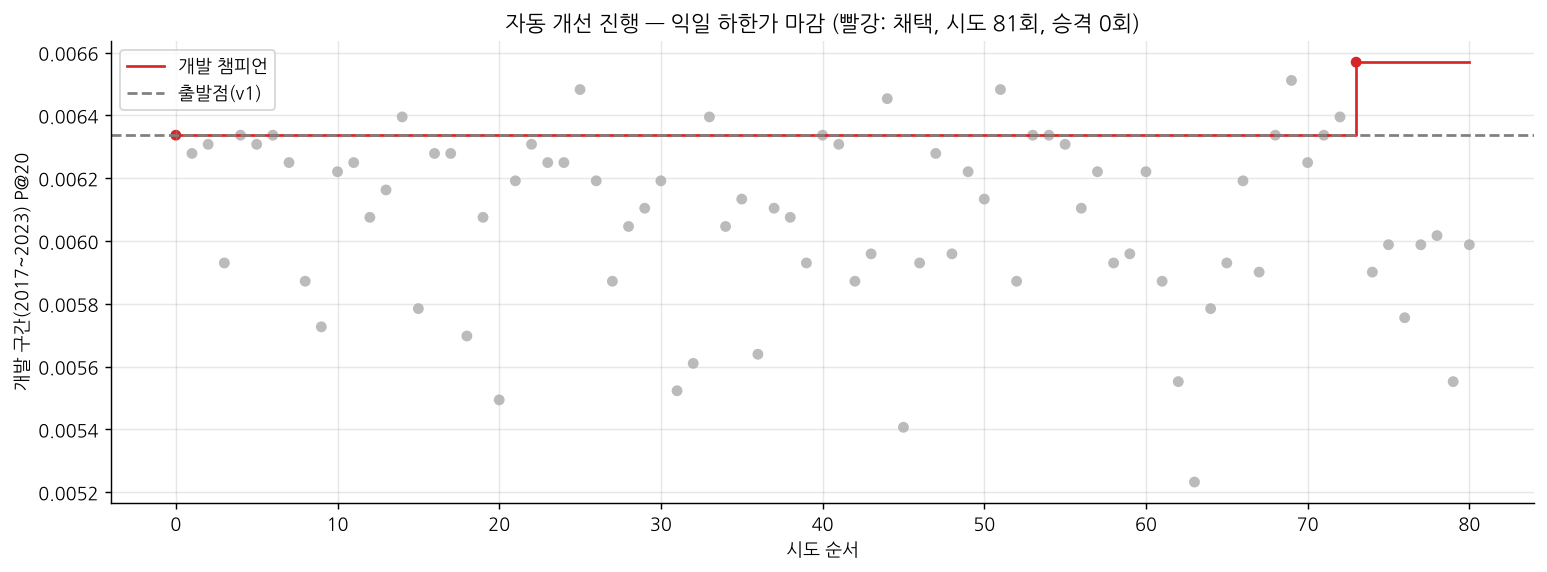 자동 개선 진행 — 익일 하한가 마감 (빨강: 채택, 시도 81회, 승격 0회)
개발 챔피언
출발점(v1)
개발 구간(2017~2023) P@20
0.0066
0.0064
0.0062
0.0060
0.0058
0.0056
0.0054
0.0052
0 10 20 30 40 50 60 70 80
시도 순서